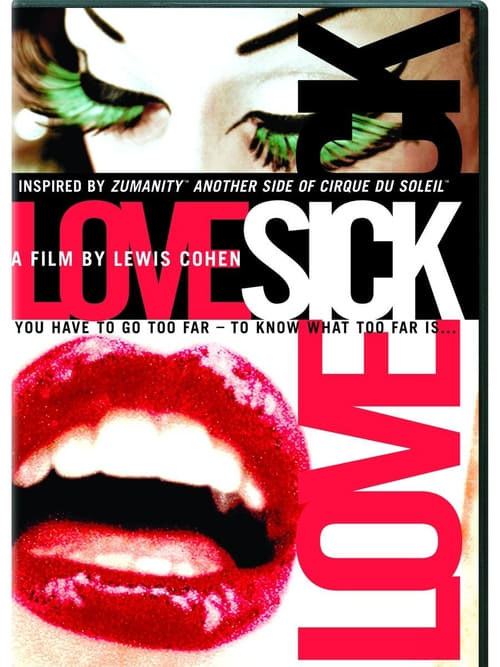 INSPIRED BY ZUMANITY™ ANOTHER SIDE OF CIRQUE DU SOLEIL™
LOVESICK
A FILM BY LEWIS COHEN
YOU HAVE TO GO TOO FAR – TO KNOW WHAT TOO FAR IS...
LOVE CK